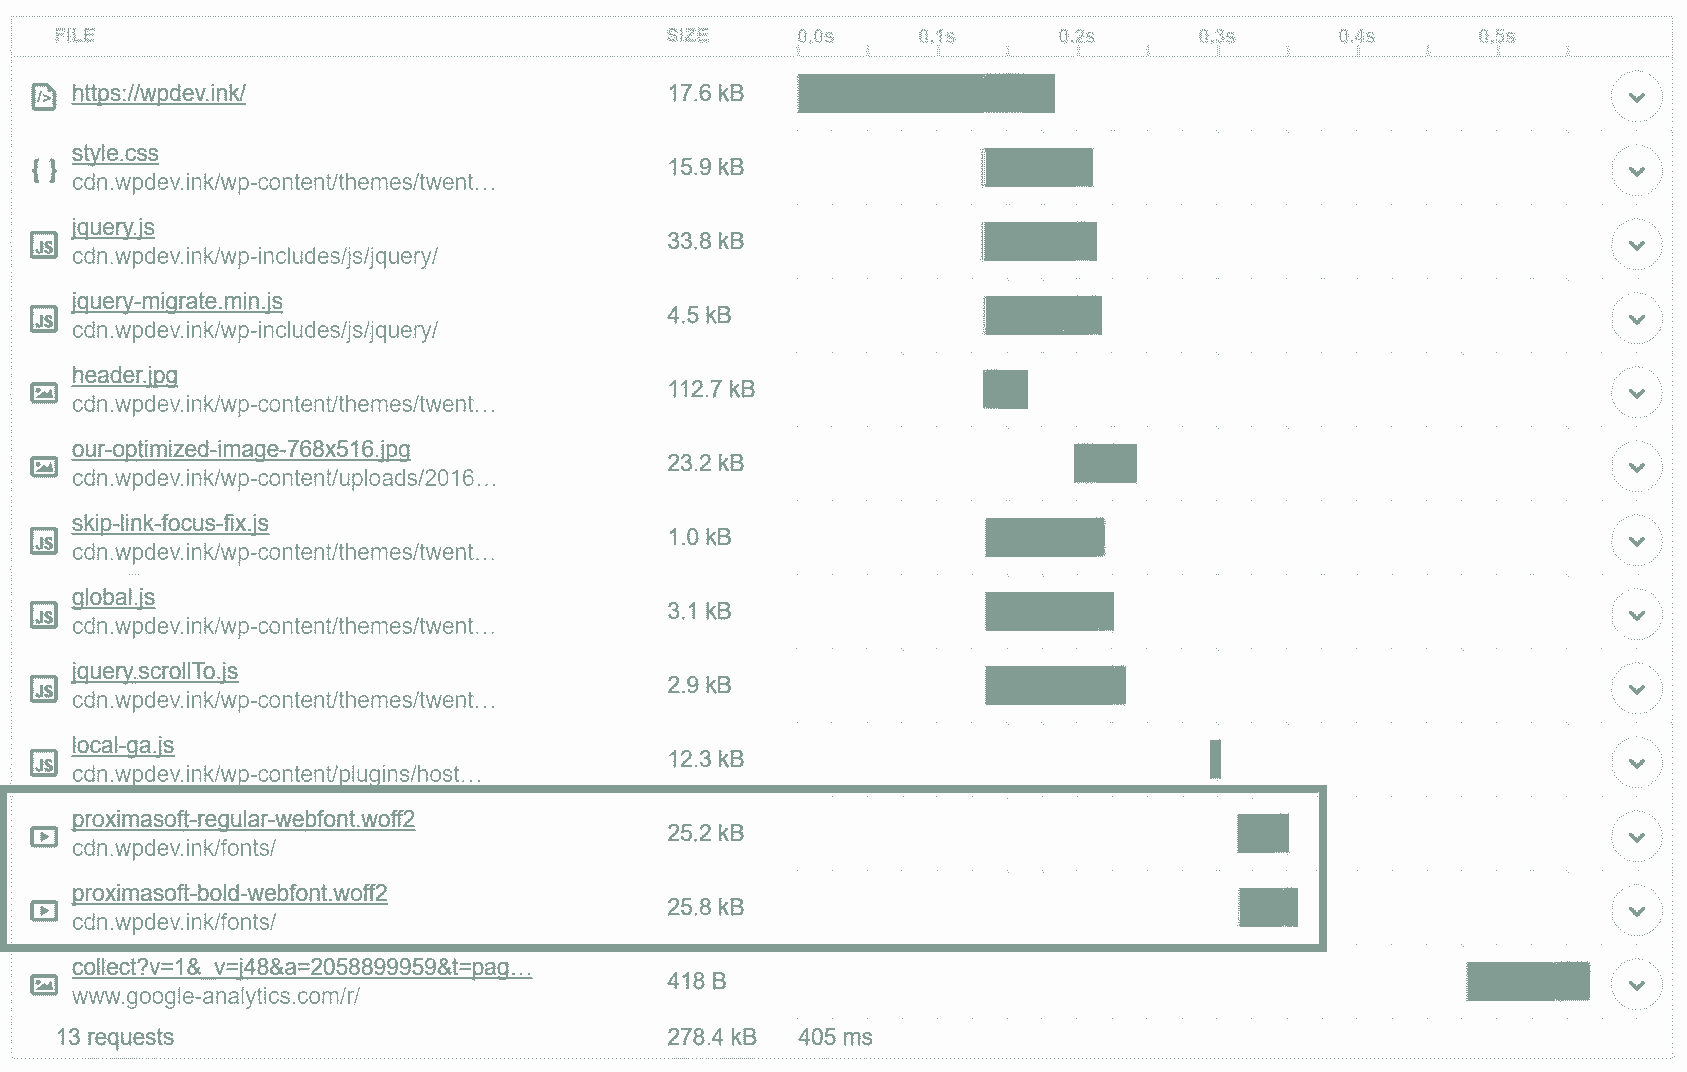 FILE SIZE 0.0s 0.1s 0.2s 0.3s 0.4s 0.5s
https://wpdev.ink/ 17.6 kB
style.css
cdn.wpdev.ink/wp-content/themes/twent... 15.9 kB
jquery.js
cdn.wpdev.ink/wp-includes/js/jquery/ 33.8 kB
jquery-migrate.min.js
cdn.wpdev.ink/wp-includes/js/jquery/ 4.5 kB
header.jpg
cdn.wpdev.ink/wp-content/themes/twent... 112.7 kB
our-optimized-image-768x516.jpg
cdn.wpdev.ink/wp-content/uploads/2016... 23.2 kB
skip-link-focus-fix.js
cdn.wpdev.ink/wp-content/themes/twent... 1.0 kB
global.js
cdn.wpdev.ink/wp-content/themes/twent... 3.1 kB
jquery.scrollTo.js
cdn.wpdev.ink/wp-content/themes/twent... 2.9 kB
local-ga.js
cdn.wpdev.ink/wp-content/plugins/host... 12.3 kB
proximasoft-regular-webfont.woff2
cdn.wpdev.ink/fonts/ 25.2 kB
proximasoft-bold-webfont.woff2
cdn.wpdev.ink/fonts/ 25.8 kB
collect?v=1&_v=j48&a=2058899959&t=pag...
www.google-analytics.com/r/ 418 B
13 requests 278.4 kB 405 ms